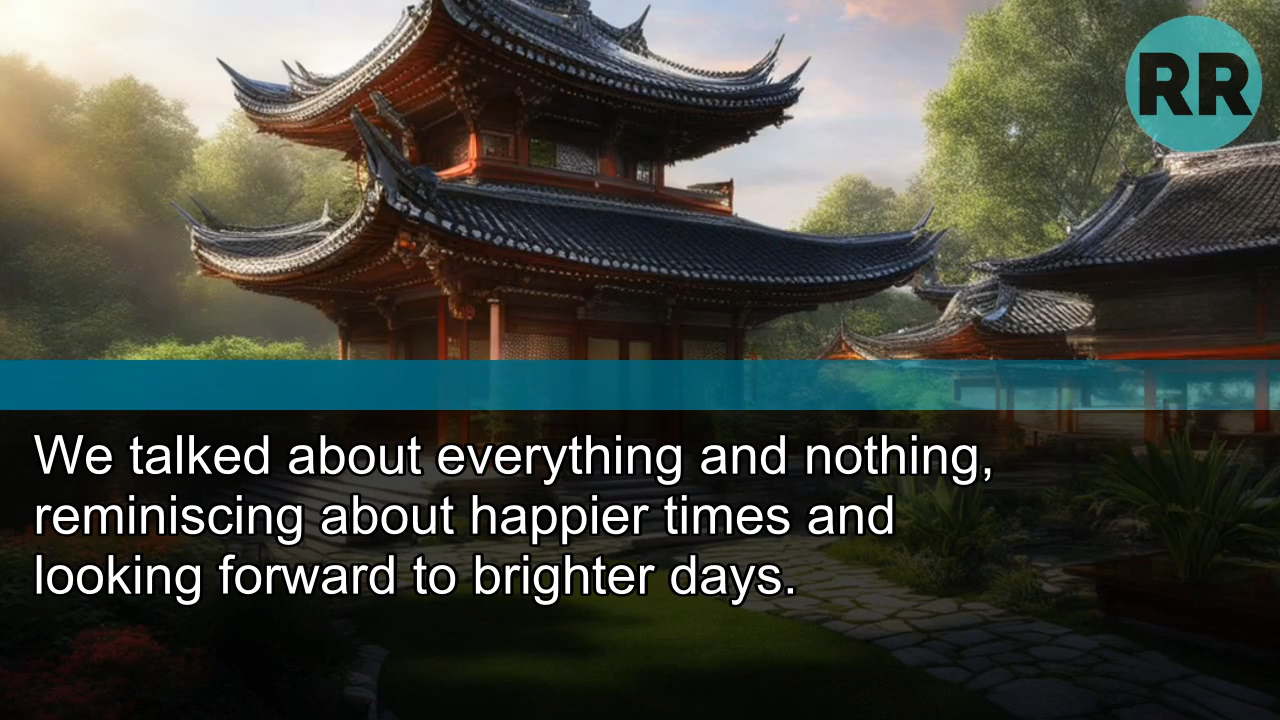 RR
We talked about everything and nothing,
reminiscing about happier times and
looking forward to brighter days.